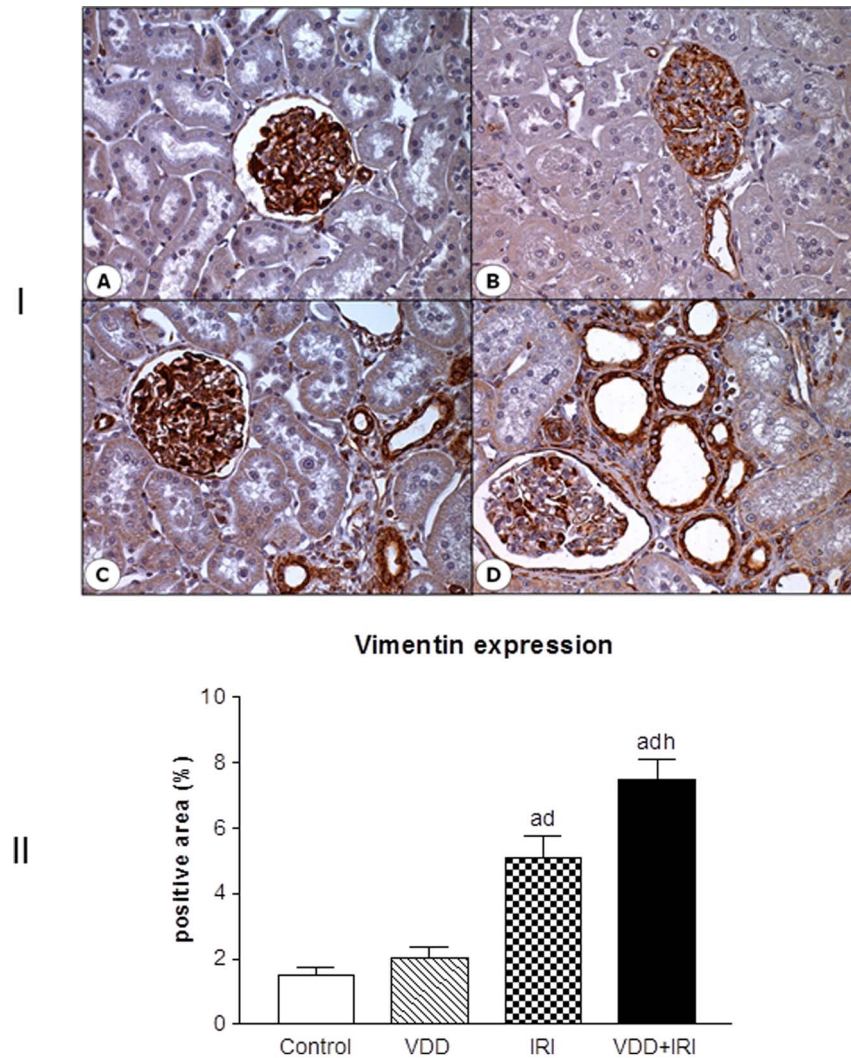 A
B
I
C
D
Vimentin expression
II
positive area (%)
10
8
6
4
2
0
ad
adh
Control
VDD
IRI
VDD+IRI